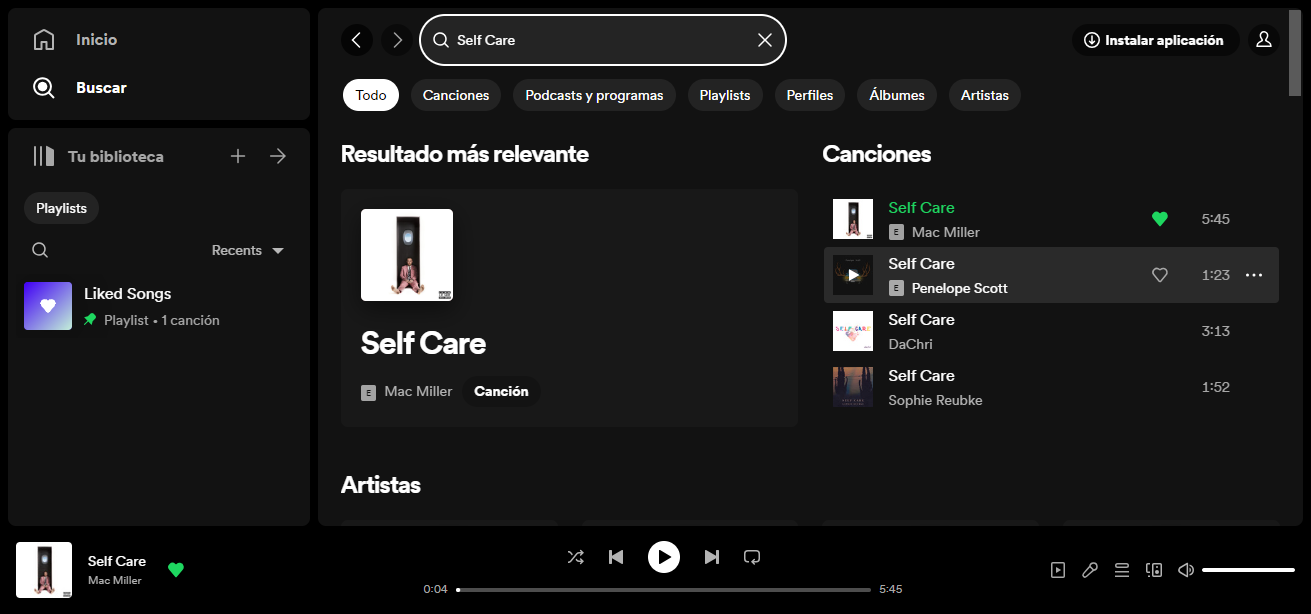 Inicio
Buscar
Tu biblioteca
Playlists
Recents
Liked Songs
Playlist • 1 canción
Self Care
Instalar aplicación
Todo
Canciones
Podcasts y programas
Playlists
Perfiles
Álbumes
Artistas
Resultado más relevante
Self Care
E Mac Miller
Canción
Canciones
Self Care
E Mac Miller
5:45
Self Care
E Penelope Scott
1:23
Self Care
DaChri
3:13
Self Care
Sophie Reubke
1:52
Artistas
Self Care
Mac Miller
0:04
5:45